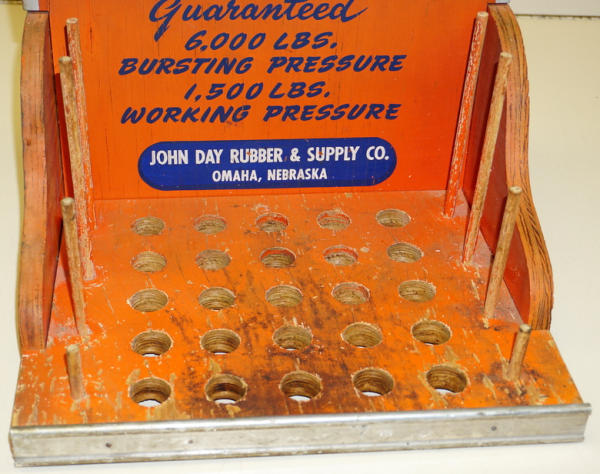 Guaranteed
6,000 LBS.
BURSTING PRESSURE
1,500 LBS.
WORKING PRESSURE
JOHN DAY RUBBER & SUPPLY CO.
OMAHA, NEBRASKA